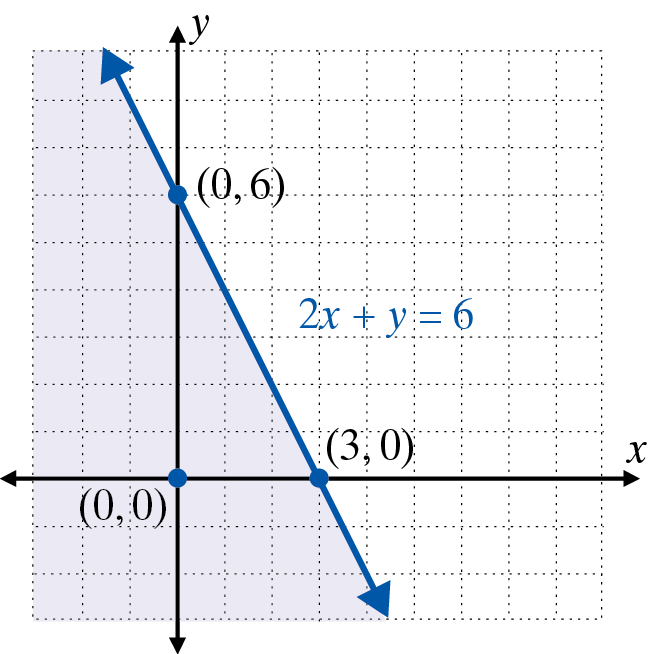 y
(0, 6)
2x + y = 6
(3, 0)
x
(0, 0)